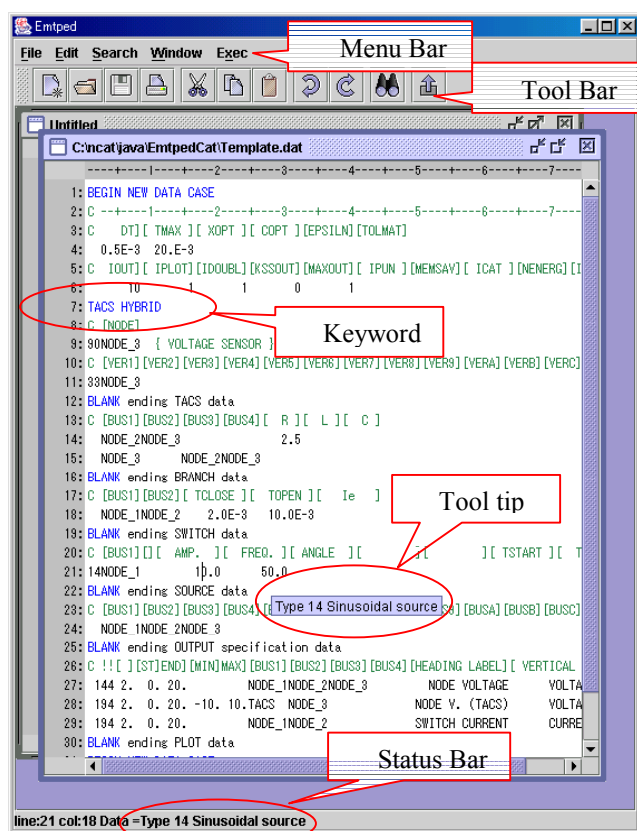 Emtped
File Edit Search Window Exec
Menu Bar
Tool Bar
Untitled
C:\ncat\java\EmtpedCat\Template.dat
----+----1----+----2----+----3----+----4----+----5----+----6----+----7----
1: BEGIN NEW DATA CASE
2: C --+----1----+----2----+----3----+----4----+----5----+----6----+----7----
3: C DT][ TMAX ][ XOPT ][ COPT ][EPSILN][TOLMAT]
4: 0.5E-3 20.E-3
5: C IOUT][ IPLOT][IDOUBL][KSSOUT][MAXOUT][ IPUN ][MEMSAV][ ICAT ][NENERG][I
6: 10 1 1 0 1
7: TACS HYBRID
8: C [NODE]
Keyword
9: 90NODE_3 { VOLTAGE SENSOR }
10: C [VER1][VER2][VER3][VER4][VER5][VER6][VER7][VER8][VER9][VERA][VERB][VERC]
11: 33NODE_3
12: BLANK ending TACS data
13: C [BUS1][BUS2][BUS3][BUS4][ R ][ L ][ C ]
14: NODE_2NODE_3 2.5
15: NODE_3 NODE_2NODE_3
16: BLANK ending BRANCH data
17: C [BUS1][BUS2][ TCLOSE ][ TOPEN ][ Ie ]
Tool tip
18: NODE_1NODE_2 2.0E-3 10.0E-3
19: BLANK ending SWITCH data
20: C [BUS1][][ AMP. ][ FREQ. ][ ANGLE ][ ][ ][ TSTART ][ T
21: 14NODE_1 10.0 50.0
22: BLANK ending SOURCE data
Type 14 Sinusoidal source
23: C [BUS1][BUS2][BUS3][BUS4][ [BUSA][BUSB][BUSC]
24: NODE_1NODE_2NODE_3
25: BLANK ending OUTPUT specification data
26: C !![ ][ST]END][MIN]MAX][BUS1][BUS2][BUS3][BUS4][HEADING LABEL][ VERTICAL
27: 144 2. 0. 20. NODE_1NODE_2NODE_3 NODE VOLTAGE VOLTA
28: 194 2. 0. 20. -10. 10.TACS NODE_3 NODE V. (TACS) VOLTA
29: 194 2. 0. 20. NODE_1NODE_2 SWITCH CURRENT CURRE
30: BLANK ending PLOT data
Status Bar
line:21 col:18 Data =Type 14 Sinusoidal source